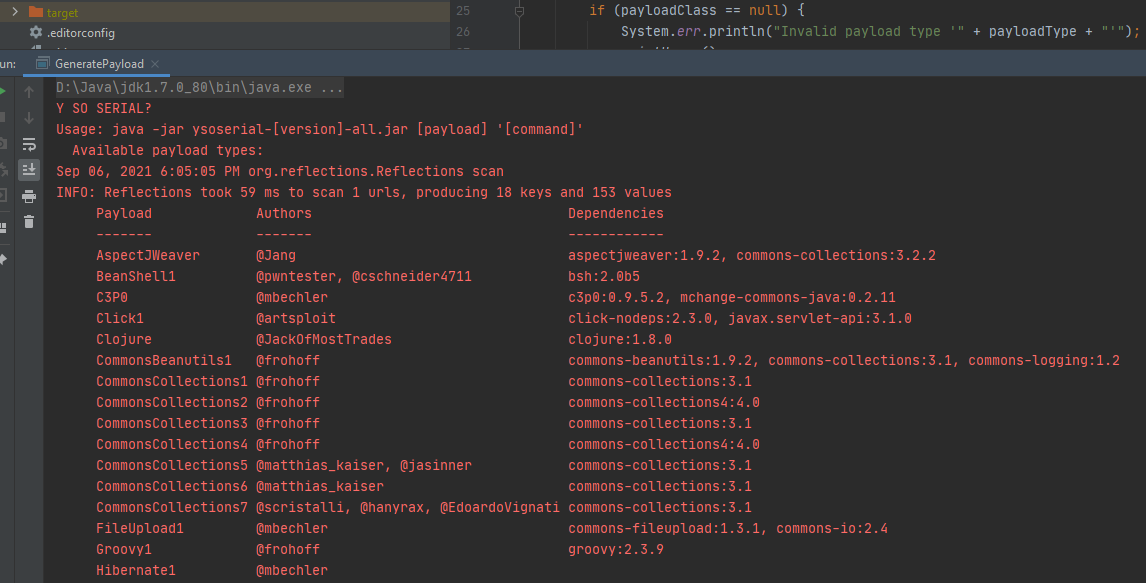 target
.editorconfig
25 if (payloadClass == null) {
26 System.err.println("Invalid payload type '" + payloadType + "'");
un: GeneratePayload
D:\Java\jdk1.7.0_80\bin\java.exe ...
Y SO SERIAL?
Usage: java -jar ysoserial-[version]-all.jar [payload] '[command]'
Available payload types:
Sep 06, 2021 6:05:05 PM org.reflections.Reflections scan
INFO: Reflections took 59 ms to scan 1 urls, producing 18 keys and 153 values
Payload Authors Dependencies
------- ------- ------------
AspectJWeaver @Jang aspectjweaver:1.9.2, commons-collections:3.2.2
BeanShell1 @pwntester, @cschneider4711 bsh:2.0b5
C3P0 @mbechler c3p0:0.9.5.2, mchange-commons-java:0.2.11
Click1 @artsploit click-nodeps:2.3.0, javax.servlet-api:3.1.0
Clojure @JackOfMostTrades clojure:1.8.0
CommonsBeanutils1 @frohoff commons-beanutils:1.9.2, commons-collections:3.1, commons-logging:1.2
CommonsCollections1 @frohoff commons-collections:3.1
CommonsCollections2 @frohoff commons-collections4:4.0
CommonsCollections3 @frohoff commons-collections:3.1
CommonsCollections4 @frohoff commons-collections4:4.0
CommonsCollections5 @matthias_kaiser, @jasinner commons-collections:3.1
CommonsCollections6 @matthias_kaiser commons-collections:3.1
CommonsCollections7 @scristalli, @hanyrax, @EdoardoVignati commons-collections:3.1
FileUpload1 @mbechler commons-fileupload:1.3.1, commons-io:2.4
Groovy1 @frohoff groovy:2.3.9
Hibernate1 @mbechler